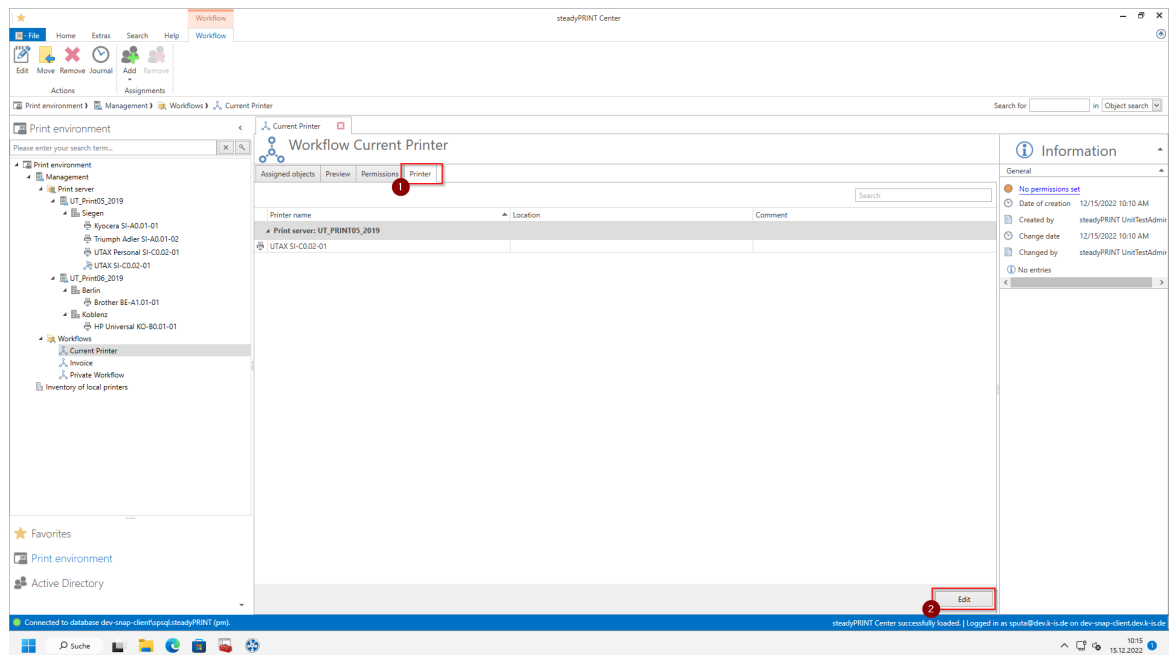 Workflow
steadyPRINT Center
File Home Extras Search Help Workflow
Edit Move Remove Journal Add Remove
Actions Assignments
Print environment Management Workflows Current Printer
Search for in Object search
Print environment
Current Printer
Please enter your search term...
Workflow Current Printer
Information
Assigned objects Preview Permissions Printer
1
General
Search
No permissions set
Date of creation 12/15/2022 10:10 AM
Created by steadyPRINT UnitTestAdmir
Change date 12/15/2022 10:10 AM
Changed by steadyPRINT UnitTestAdmir
No entries
Printer name Location Comment
Print server: UT_PRINT05_2019
UTAX SI-C0.02-01
Print environment
Management
Print server
UT_Print05_2019
Siegen
Kyocera SI-A0.01-01
Triumph Adler SI-A0.01-02
UTAX Personal SI-C0.02-01
UTAX SI-C0.02-01
UT_Print06_2019
Berlin
Brother BE-A1.01-01
Koblenz
HP Universal KO-B0.01-01
Workflows
Current Printer
Invoice
Private Workflow
Inventory of local printers
Favorites
Print environment
Active Directory
Edit
2
Connected to database dev-snap-client\spsql.steadyPRINT (pm).
steadyPRINT Center successfully loaded. | Logged in as sputa@dev.k-is.de on dev-snap-client.dev.k-is.de
Suche
10:15
15.12.2022
1